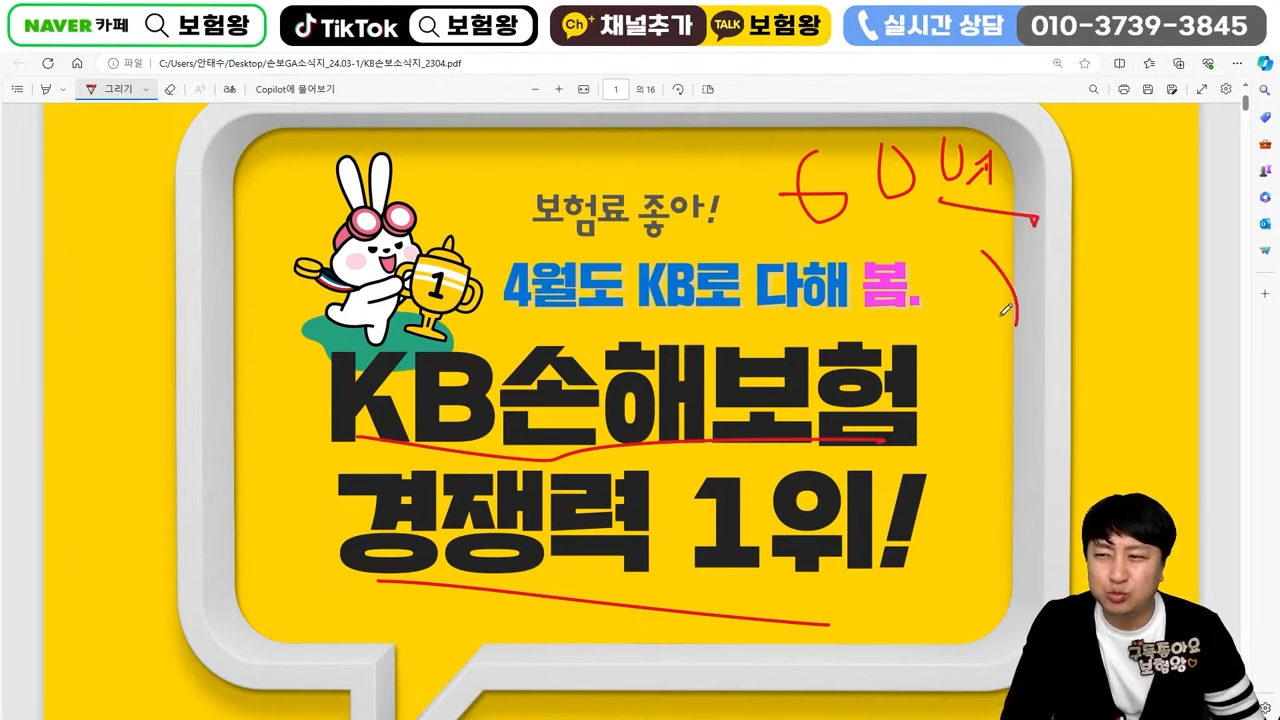 NAVER 카페 보험왕
TikTok 보험왕
Ch+ 채널추가 TALK 보험왕
실시간 상담 010-3739-3845
파일 C:/Users/안태수/Desktop/손보GA소식지_24.03-1/KB손보소식지_2304.pdf
그리기 가あ Copilot에 물어보기 1 의 16
60
보험료 좋아!
4월도 KB로 다해 봄.
1
KB손해보험
경쟁력 1위!
구독좋아요
보험왕♡